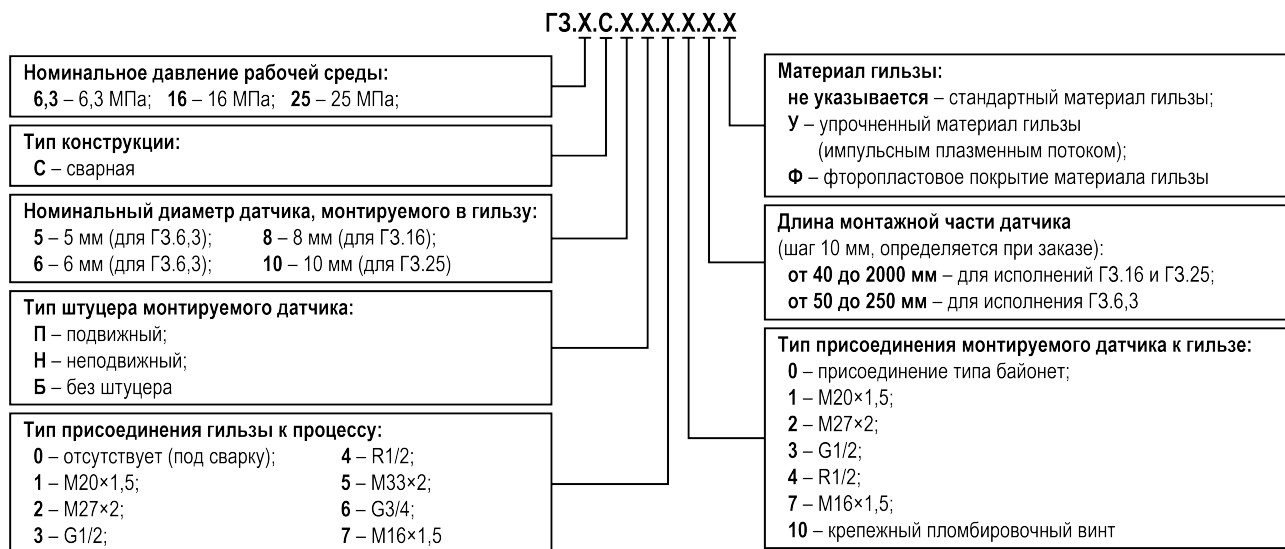 ГЗ.Х.С.Х.Х.Х.Х.Х.Х
Номинальное давление рабочей среды:
6,3 – 6,3 МПа; 16 – 16 МПа; 25 – 25 МПа;
Тип конструкции:
С – сварная
Номинальный диаметр датчика, монтируемого в гильзу:
5 – 5 мм (для ГЗ.6,3); 8 – 8 мм (для ГЗ.16);
6 – 6 мм (для ГЗ.6,3); 10 – 10 мм (для ГЗ.25)
Тип штуцера монтируемого датчика:
П – подвижный;
Н – неподвижный;
Б – без штуцера
Тип присоединения гильзы к процессу:
0 – отсутствует (под сварку); 4 – R1/2;
1 – М20×1,5; 5 – М33×2;
2 – М27×2; 6 – G3/4;
3 – G1/2; 7 – М16×1,5
Материал гильзы:
не указывается – стандартный материал гильзы;
У – упрочненный материал гильзы
(импульсным плазменным потоком);
Ф – фторопластовое покрытие материала гильзы
Длина монтажной части датчика
(шаг 10 мм, определяется при заказе):
от 40 до 2000 мм – для исполнений ГЗ.16 и ГЗ.25;
от 50 до 250 мм – для исполнения ГЗ.6,3
Тип присоединения монтируемого датчика к гильзе:
0 – присоединение типа байонет;
1 – М20×1,5;
2 – М27×2;
3 – G1/2;
4 – R1/2;
7 – М16×1,5;
10 – крепежный пломбировочный винт